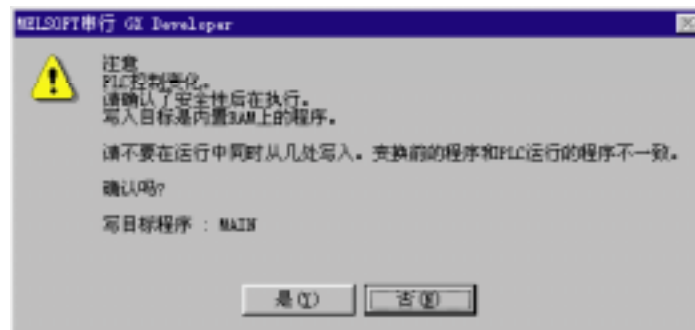 MELSOFT串行 GX Developer
注意
PLC控制变化。
请确认了安全性后在执行。
写入目标是内置RAM上的程序。
请不要在运行中同时从几处写入。变换前的程序和PLC运行的程序不一致。
确认吗?
写目标程序 : MAIN
是(Y)
否(N)